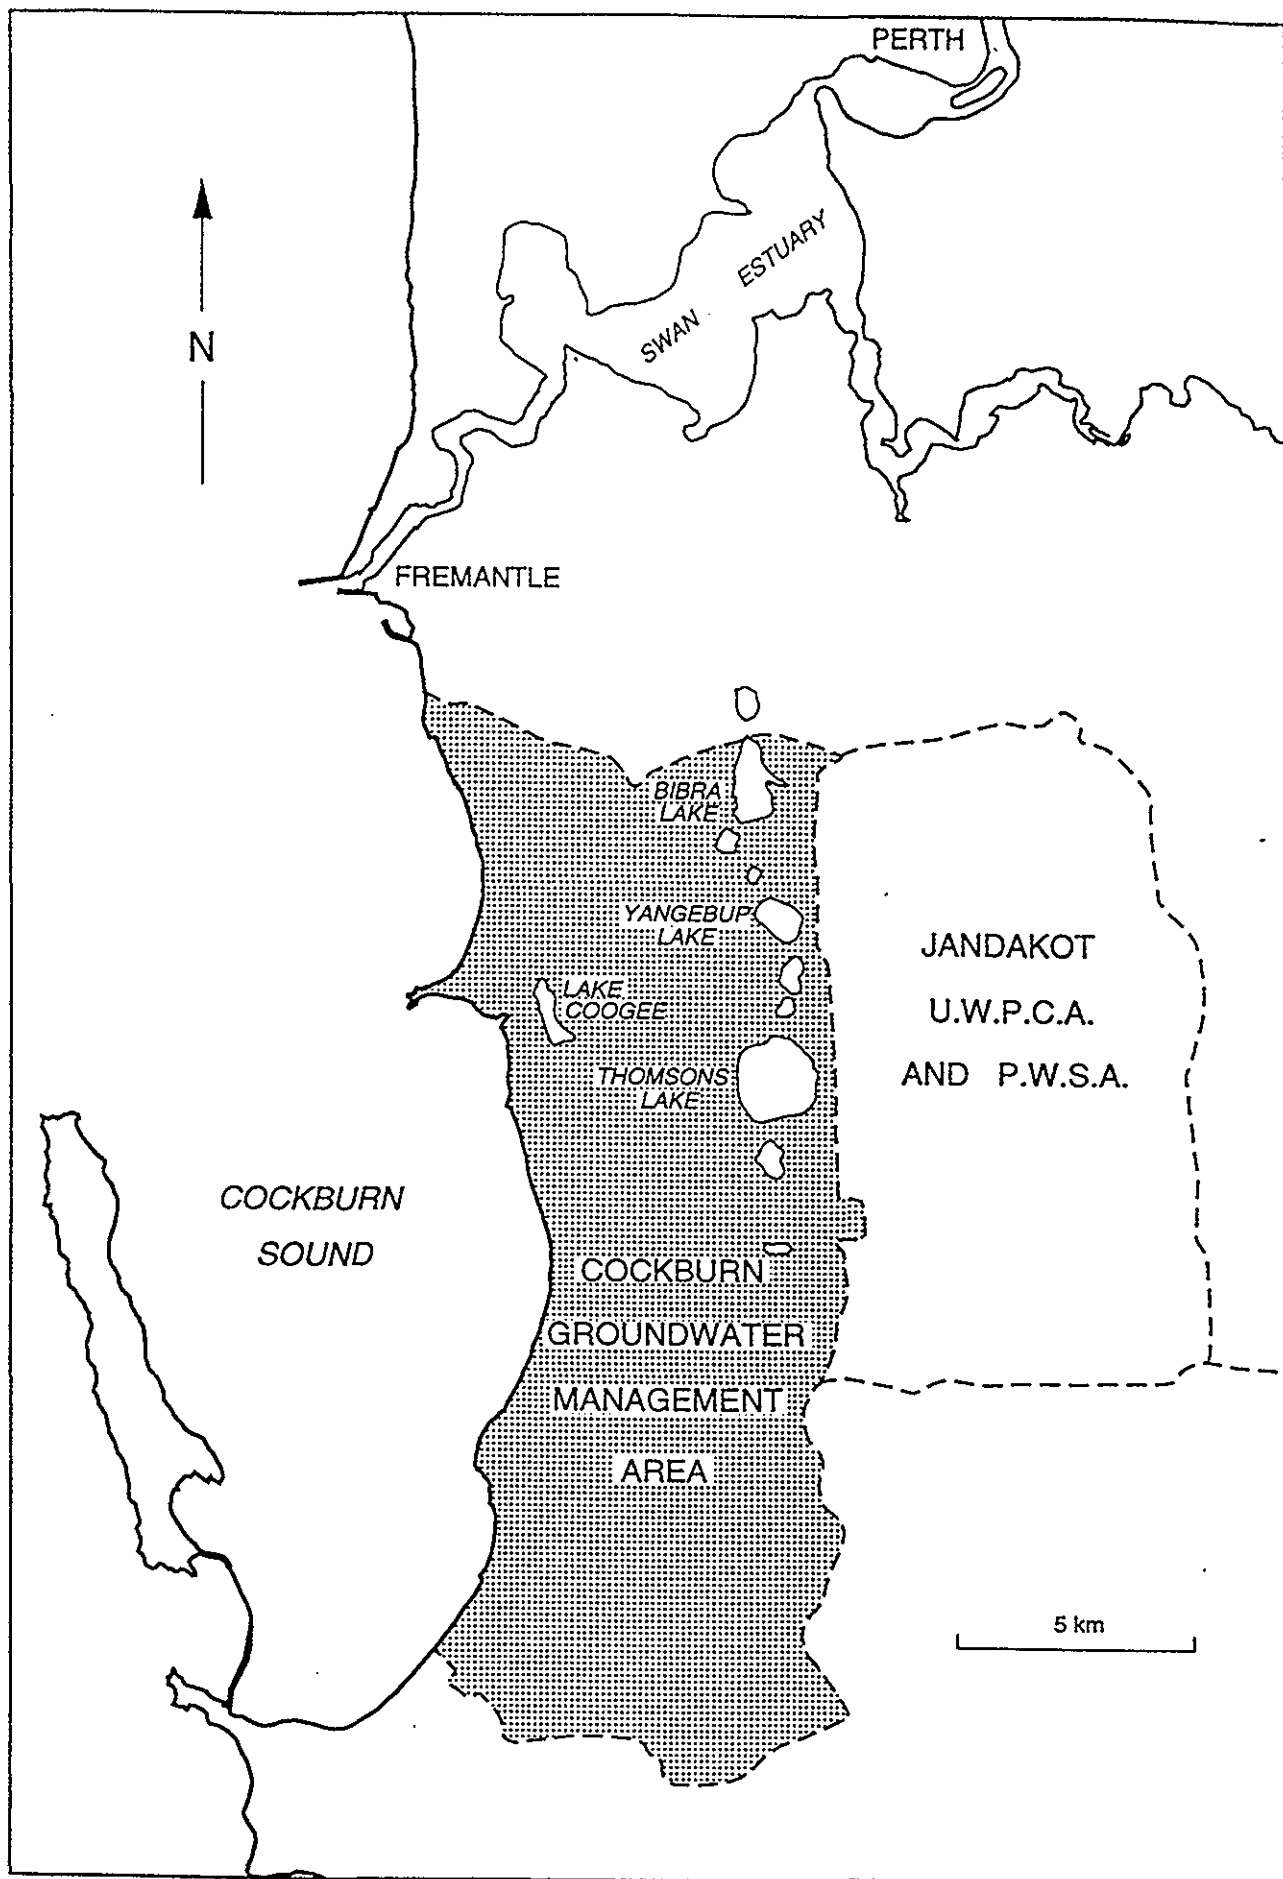 PERTH
SWAN ESTUARY
N
FREMANTLE
BIBRA
LAKE
YANGEBUP
LAKE
JANDAKOT
U.W.P.C.A.
AND P.W.S.A.
LAKE
COOGEE
THOMSONS
LAKE
COCKBURN
SOUND
COCKBURN
GROUNDWATER
MANAGEMENT
AREA
5 km